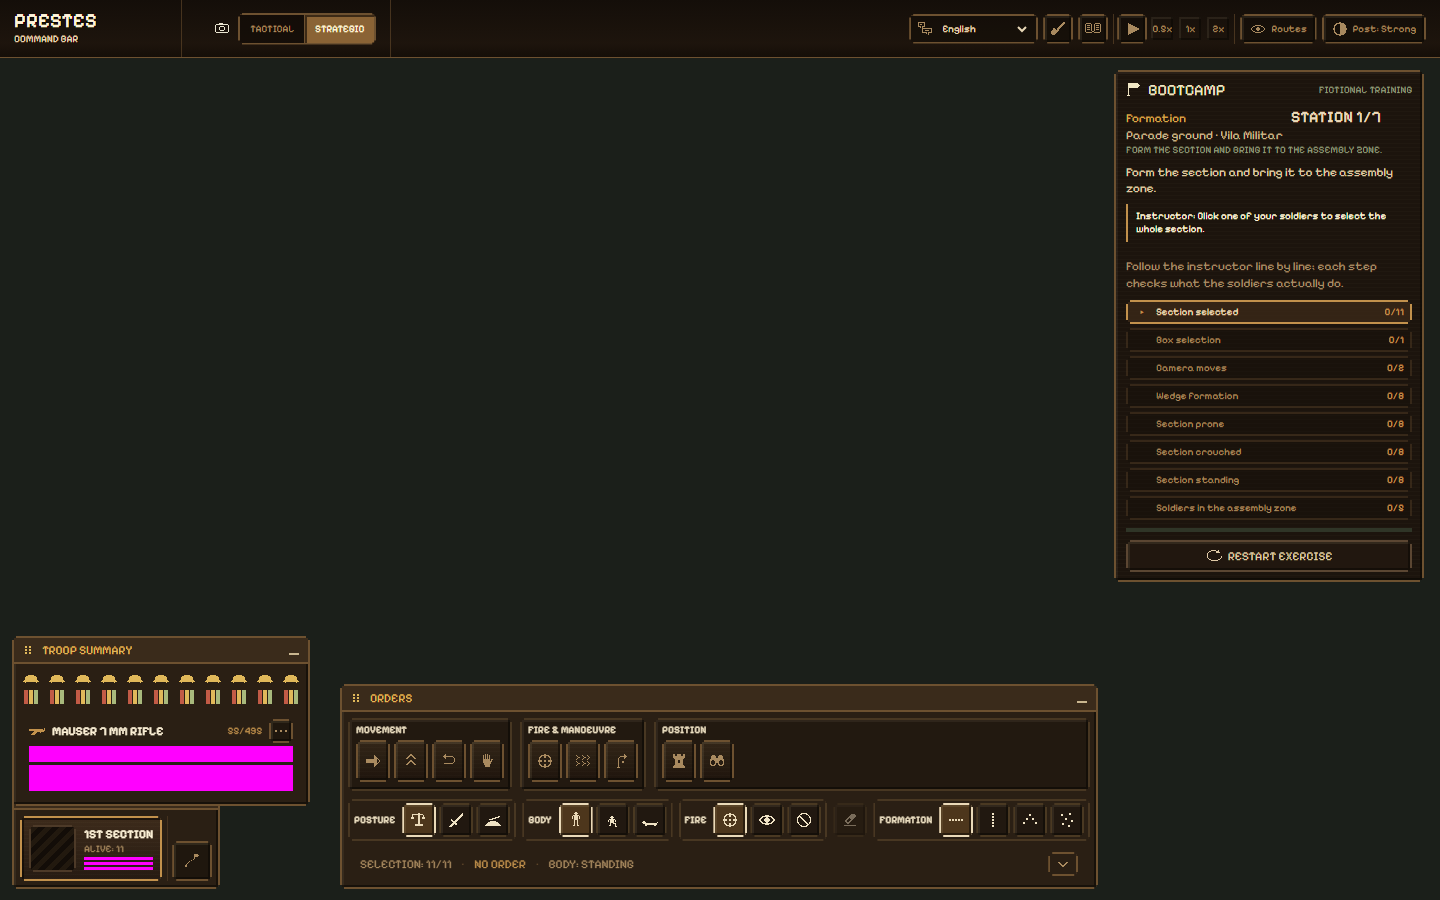 PRESTES
COMMAND BAR
TACTICAL
STRATEGIC
English
0.5x
1x
2x
Routes
Post: Strong
BOOTCAMP
FICTIONAL TRAINING
Formation
STATION 1/7
Parade ground · Vila Militar
FORM THE SECTION AND BRING IT TO THE ASSEMBLY ZONE.
Form the section and bring it to the assembly
zone.
Instructor: Click one of your soldiers to select the
whole section.
Follow the instructor line by line: each step
checks what the soldiers actually do.
Section selected 0/11
Box selection 0/1
Camera moves 0/2
Wedge formation 0/8
Section prone 0/8
Section crouched 0/8
Section standing 0/8
Soldiers in the assembly zone 0/9
RESTART EXERCISE
TROOP SUMMARY
MAUSER 7 MM RIFLE
55/495
1ST SECTION
ALIVE: 11
ORDERS
MOVEMENT
FIRE & MANOEUVRE
POSITION
POSTURE
BODY
FIRE
FORMATION
SELECTION: 11/11 · NO ORDER · BODY: STANDING